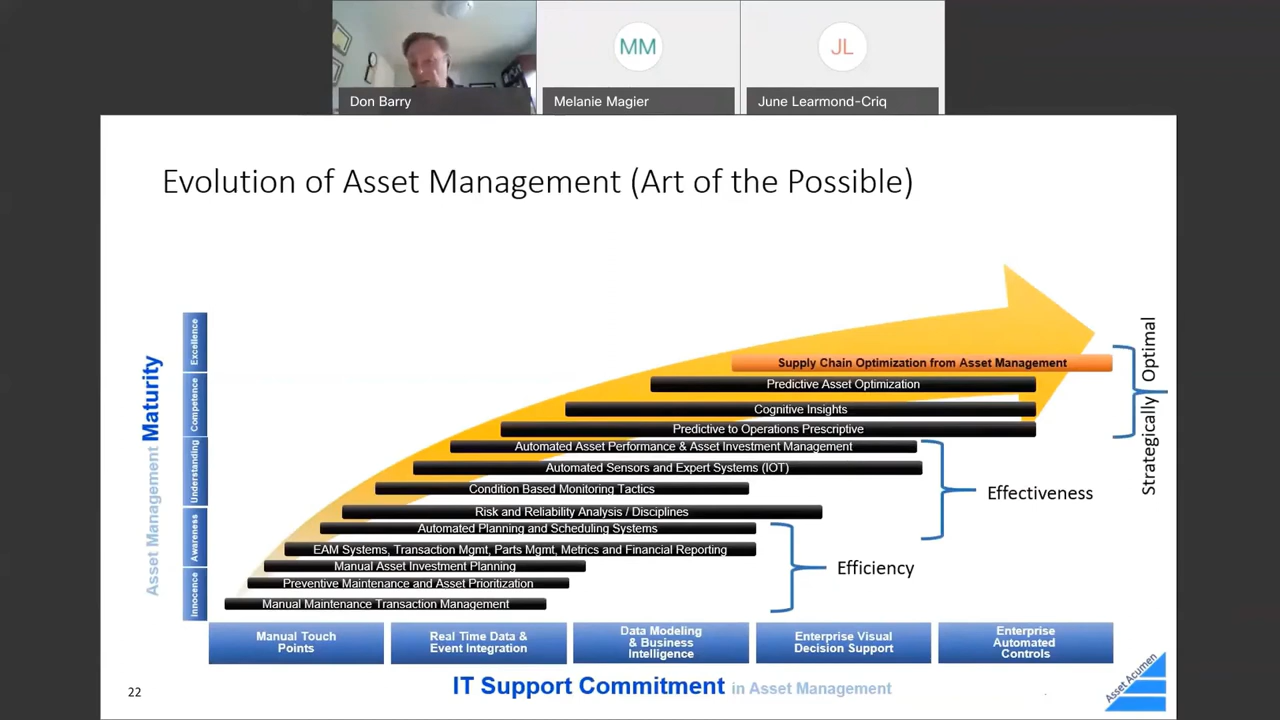 MM
JL
Don Barry
Melanie Magier
June Learmond-Criq
Evolution of Asset Management (Art of the Possible)
Supply Chain Optimization from Asset Management
Predictive Asset Optimization
Cognitive Insights
Predictive to Operations Prescriptive
Automated Asset Performance & Asset Investment Management
Automated Sensors and Expert Systems (IOT)
Condition Based Monitoring Tactics
Risk and Reliability Analysis / Disciplines
Automated Planning and Scheduling Systems
EAM Systems, Transaction Mgmt, Parts Mgmt, Metrics and Financial Reporting
Manual Asset Investment Planning
Preventive Maintenance and Asset Prioritization
Manual Maintenance Transaction Management
Asset Management Maturity
Excellence
Competence
Understanding
Awareness
Innocence
Strategically Optimal
Effectiveness
Efficiency
Manual Touch
Points
Real Time Data &
Event Integration
Data Modeling
& Business
Intelligence
Enterprise Visual
Decision Support
Enterprise
Automated
Controls
IT Support Commitment in Asset Management
22
Asset Acumen